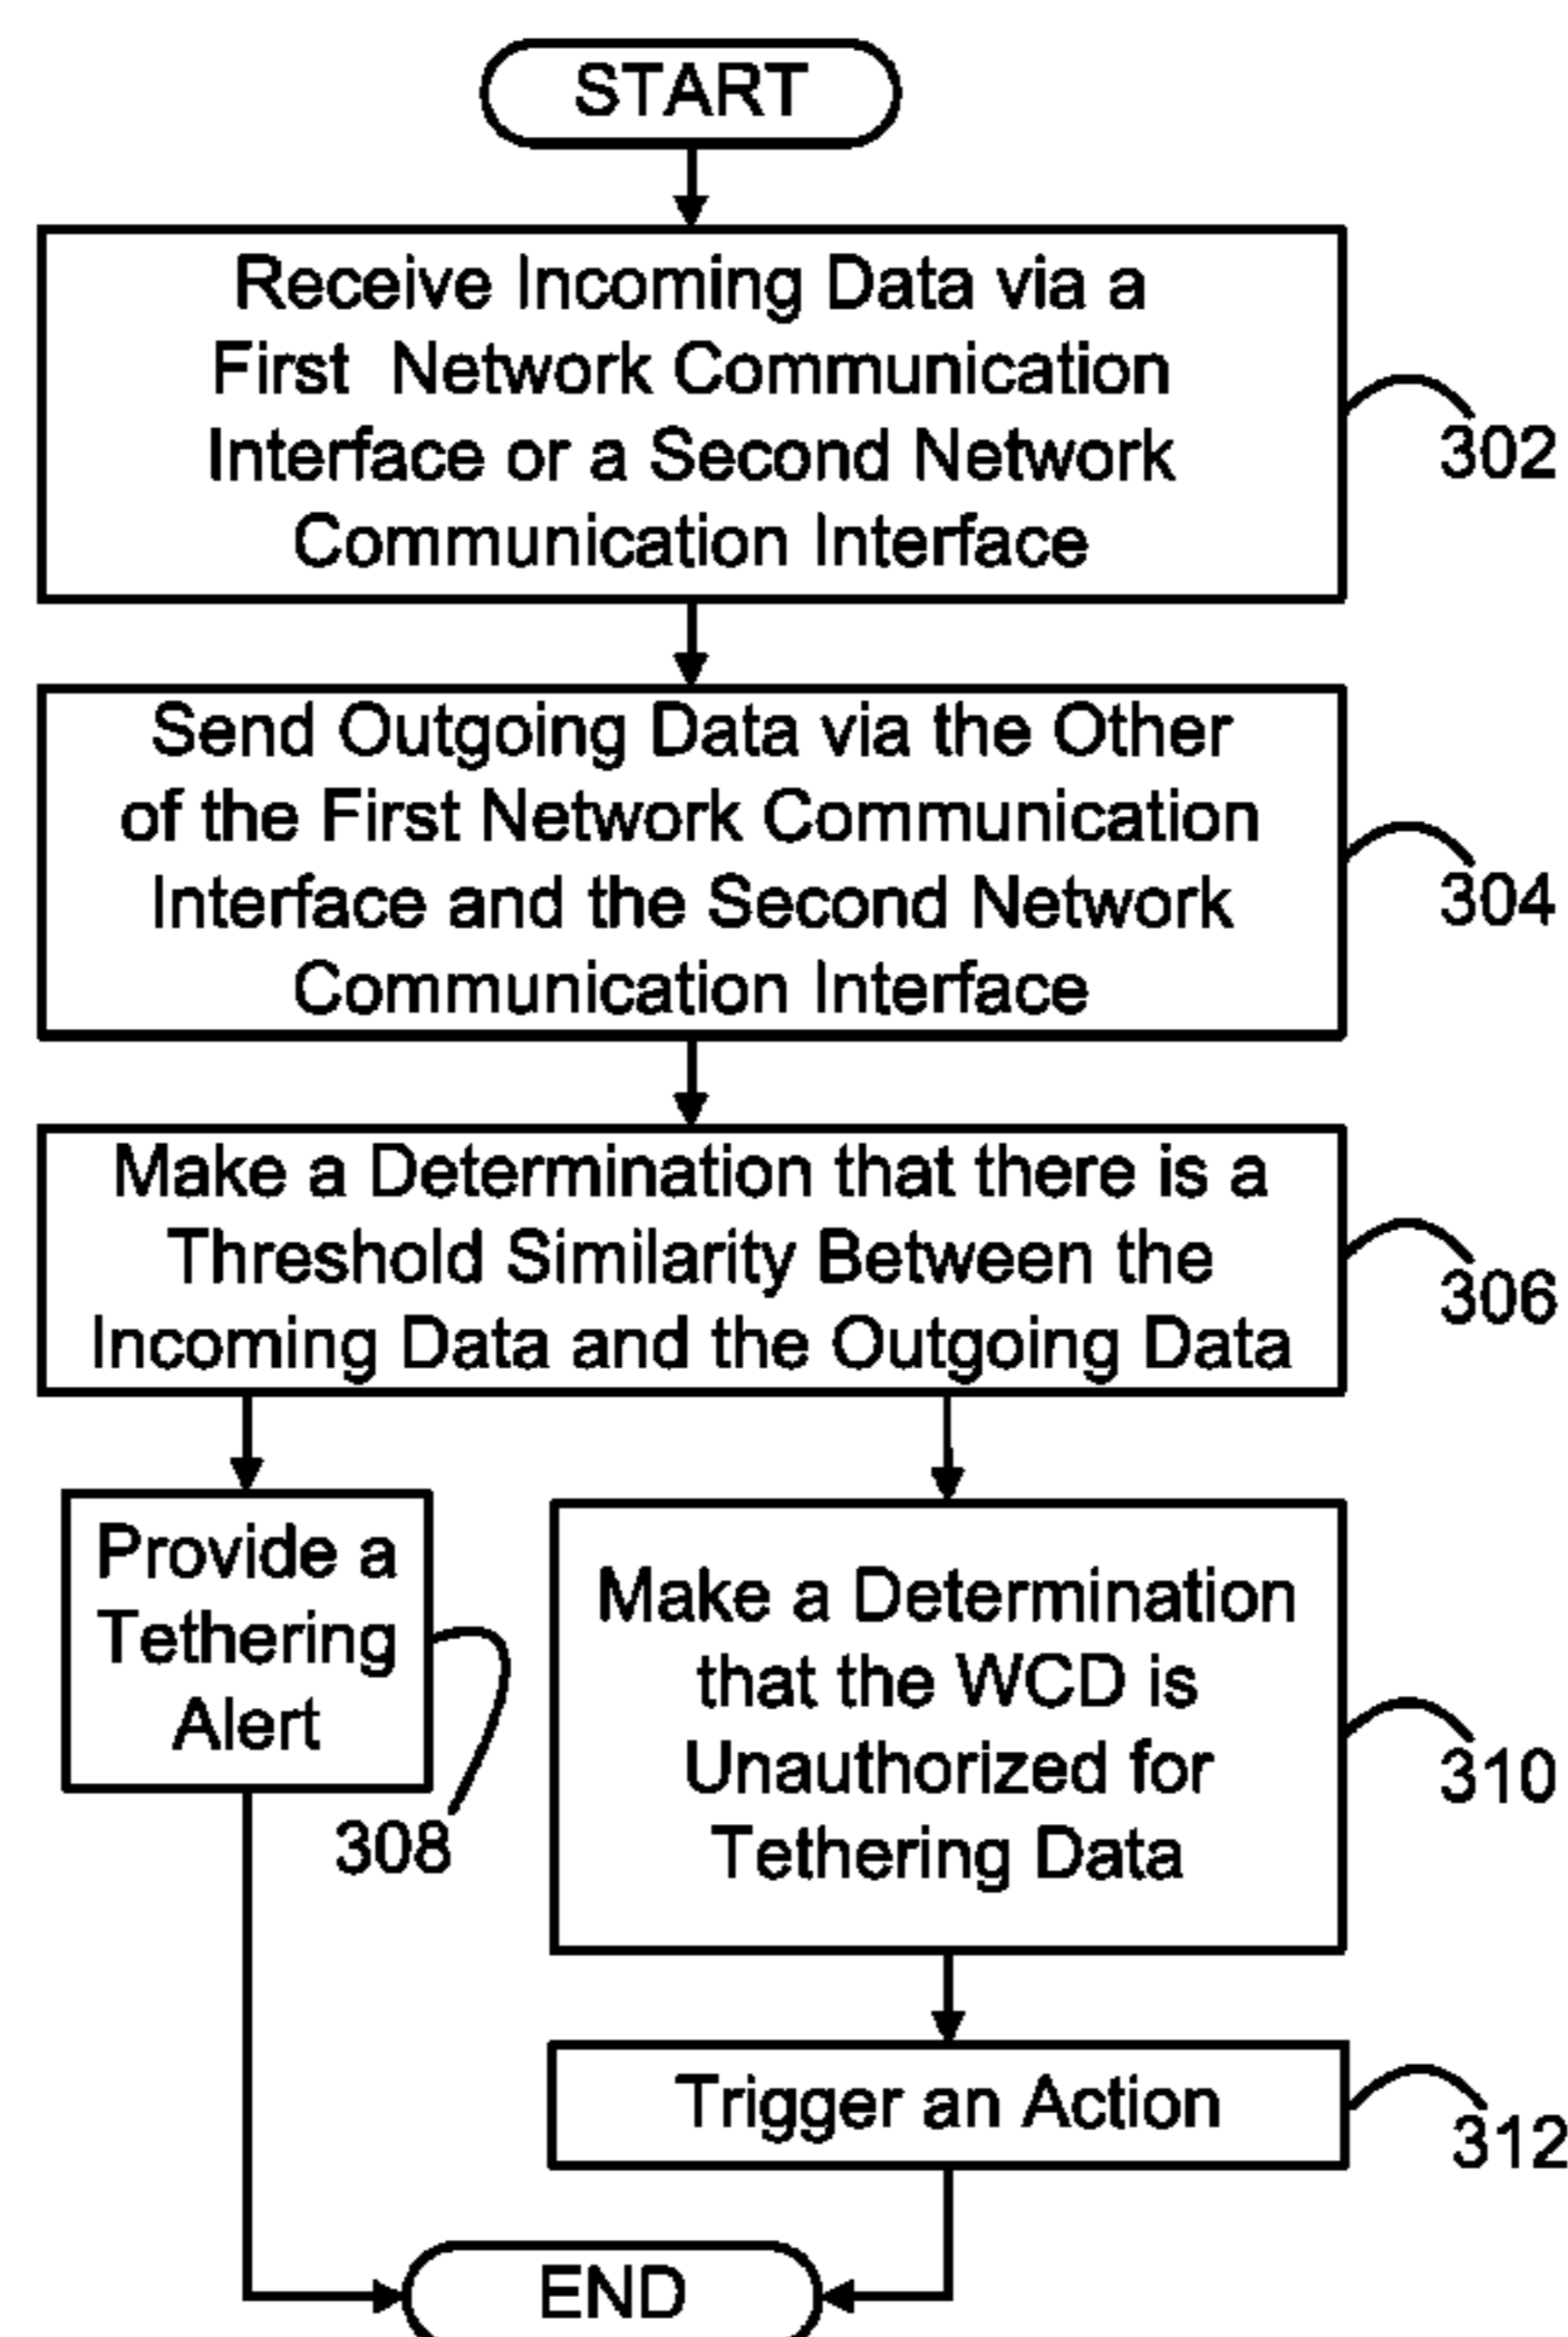 START
Receive Incoming Data via a
First Network Communication
Interface or a Second Network
Communication Interface
302
Send Outgoing Data via the Other
of the First Network Communication
Interface and the Second Network
Communication Interface
304
Make a Determination that there is a
Threshold Similarity Between the
Incoming Data and the Outgoing Data
306
Provide a
Tethering
Alert
308
Make a Determination
that the WCD is
Unauthorized for
Tethering Data
310
Trigger an Action
312
END